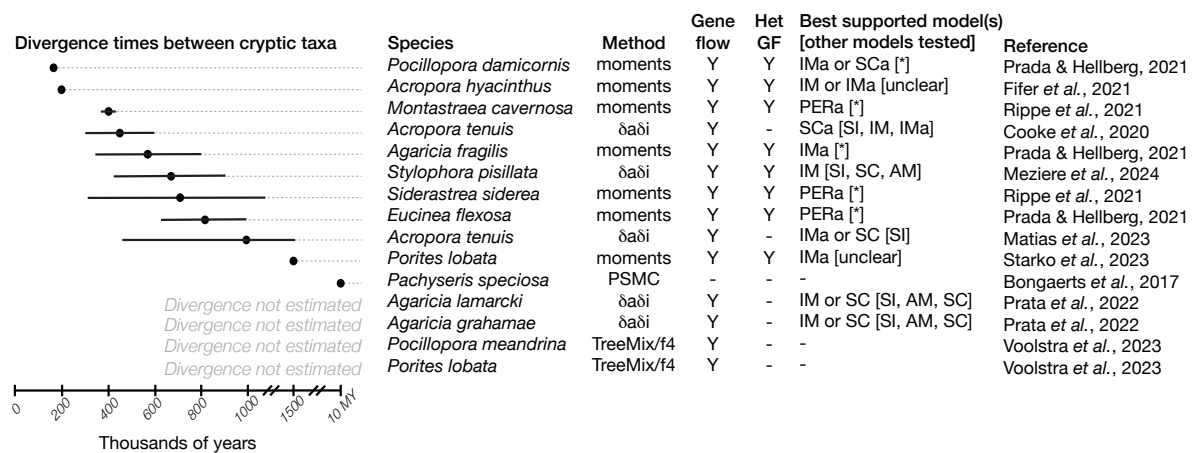 Divergence times between cryptic taxa Species Method Gene flow Het GF Best supported model(s) [other models tested] Reference
Pocillopora damicornis moments Y Y IMa or SCa [*] Prada & Hellberg, 2021
Acropora hyacinthus moments Y Y IM or IMa [unclear] Fifer et al., 2021
Montastraea cavernosa moments Y Y PERa [*] Rippe et al., 2021
Acropora tenuis δaδi Y - SCa [SI, IM, IMa] Cooke et al., 2020
Agaricia fragilis moments Y Y IMa [*] Prada & Hellberg, 2021
Stylophora pisillata δaδi Y Y IM [SI, SC, AM] Meziere et al., 2024
Siderastrea siderea moments Y Y PERa [*] Rippe et al., 2021
Eucinea flexosa moments Y Y PERa [*] Prada & Hellberg, 2021
Acropora tenuis δaδi Y - IMa or SC [SI] Matias et al., 2023
Porites lobata moments Y Y IMa [unclear] Starko et al., 2023
Pachyseris speciosa PSMC - - - Bongaerts et al., 2017
Divergence not estimated Agaricia lamarcki δaδi Y - IM or SC [SI, AM, SC] Prata et al., 2022
Divergence not estimated Agaricia grahamae δaδi Y - IM or SC [SI, AM, SC] Prata et al., 2022
Divergence not estimated Pocillopora meandrina TreeMix/f4 Y - - Voolstra et al., 2023
Divergence not estimated Porites lobata TreeMix/f4 Y - - Voolstra et al., 2023
0 200 400 600 800 1000 1500 10 MY
Thousands of years